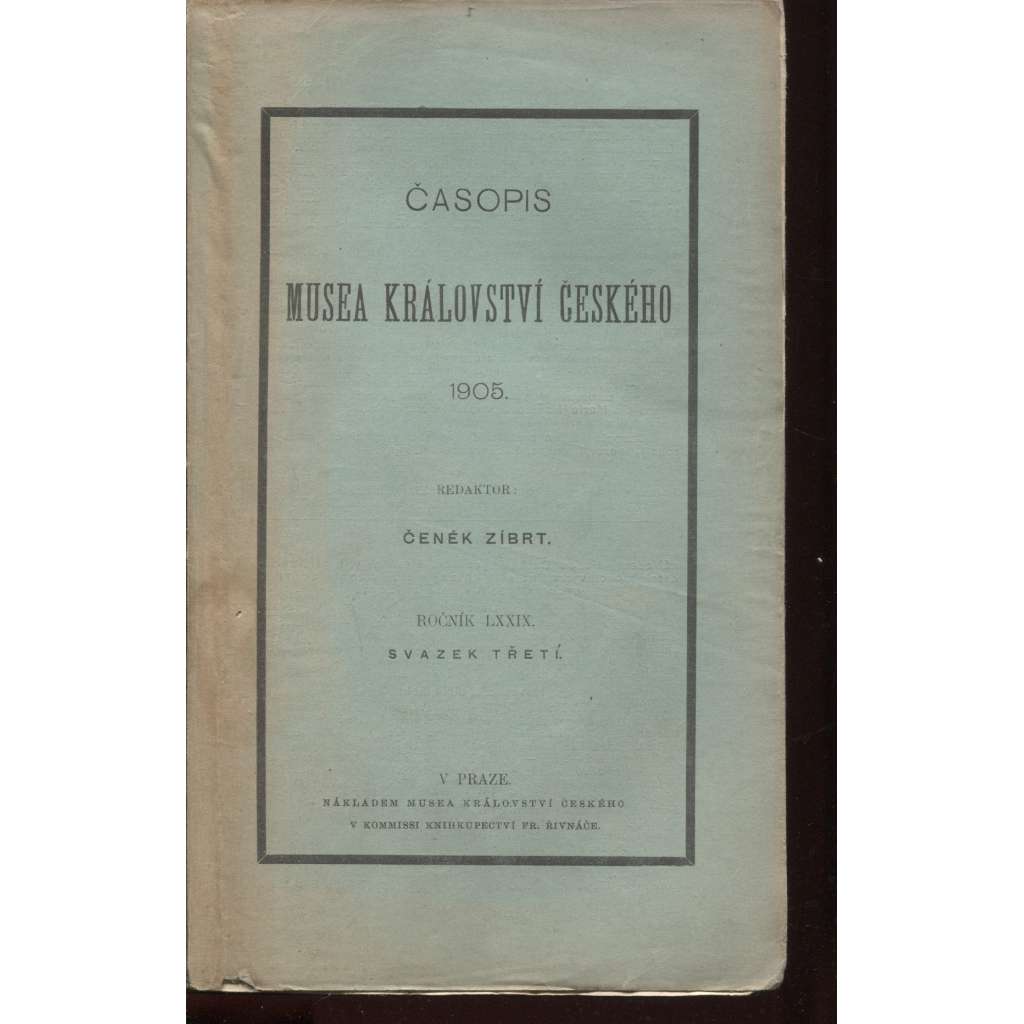 ČASOPIS
MUSEA KRÁLOVSTVÍ ČESKÉHO
1905.
REDAKTOR:
ČENĚK ZÍBRT.
ROČNÍK LXXIX.
SVAZEK TŘETÍ.
V PRAZE.
NÁKLADEM MUSEA KRÁLOVSTVÍ ČESKÉHO
V KOMMISSI KNIHKUPECTVÍ FR. ŘIVNÁČE.